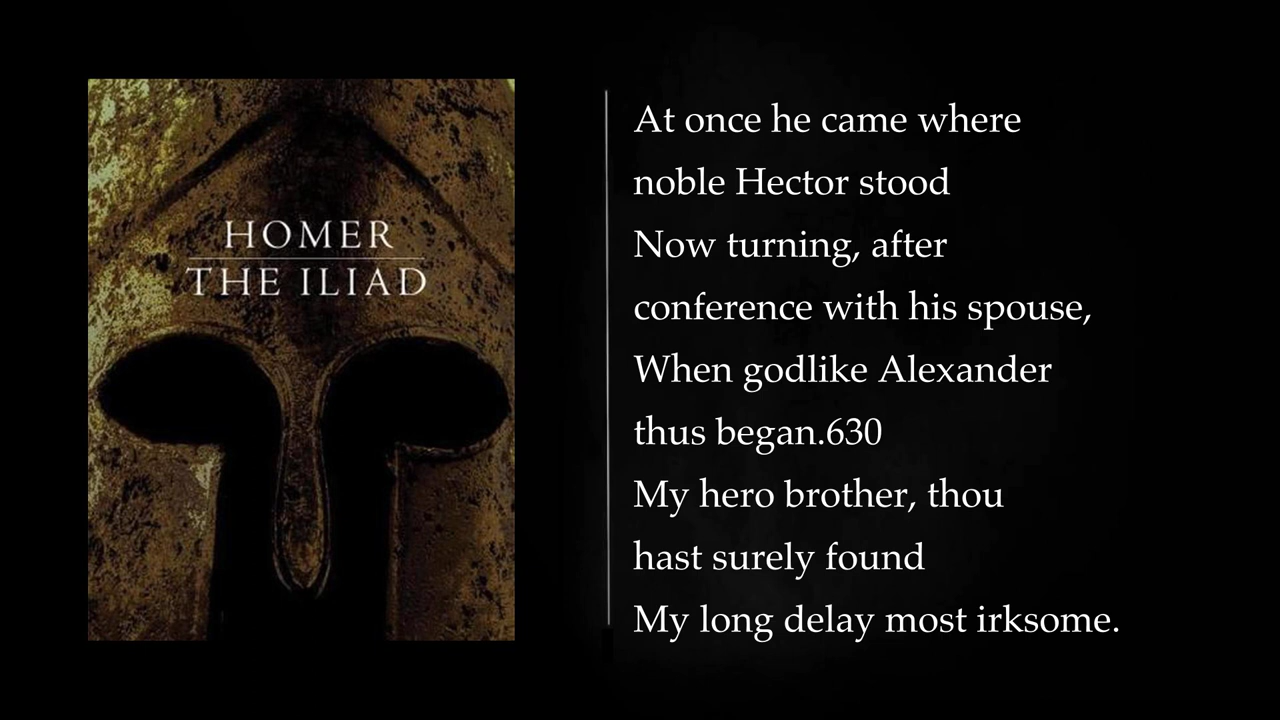 HOMER
THE ILIAD
At once he came where
noble Hector stood
Now turning, after
conference with his spouse,
When godlike Alexander
thus began.630
My hero brother, thou
hast surely found
My long delay most irksome.